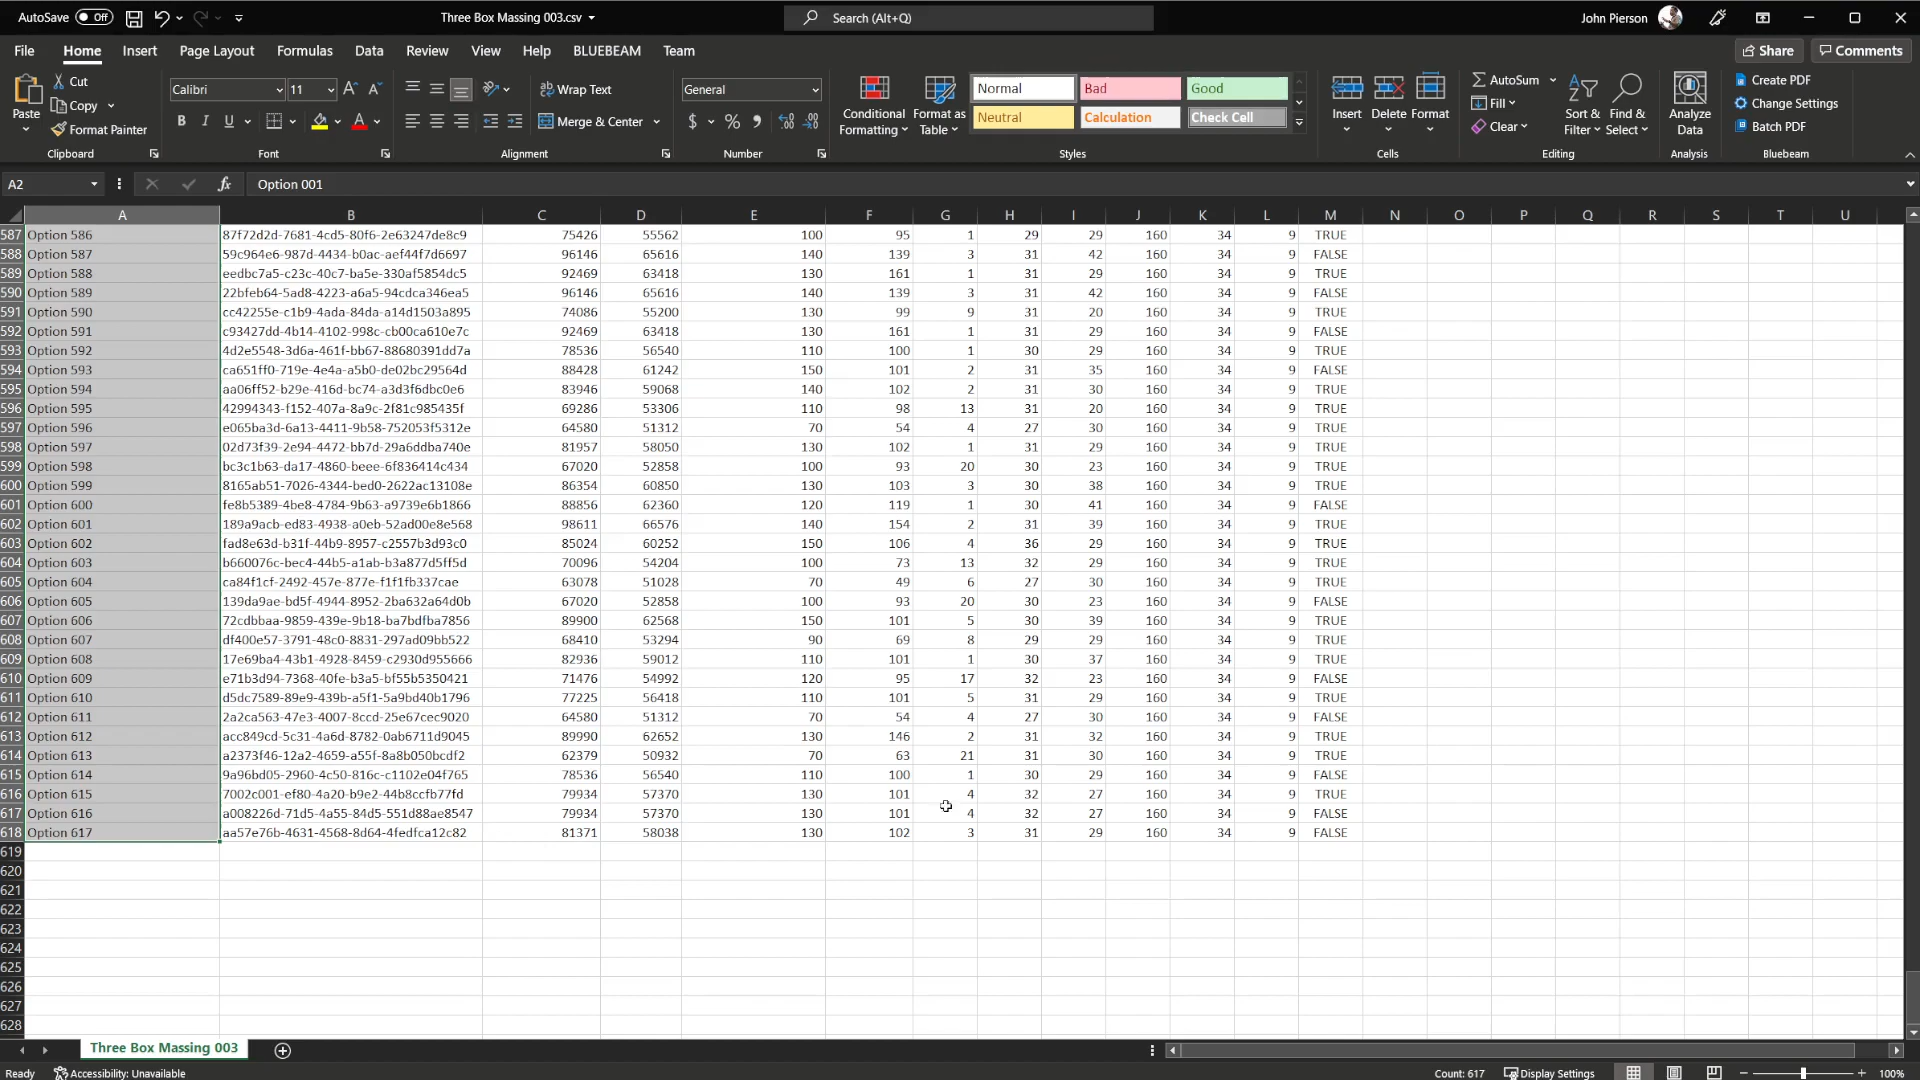 AutoSave Off Three Box Massing 003.csv Search (Alt+Q) John Pierson
File Home Insert Page Layout Formulas Data Review View Help BLUEBEAM Team Share Comments
Cut Calibri 11 Wrap Text General Normal Bad Good AutoSum Create PDF
Copy Fill Change Settings
Paste Format Painter Merge & Center Conditional Formatting Format as Table Neutral Calculation Check Cell Insert Delete Format Clear Sort & Filter Find & Select Analyze Data Batch PDF
Clipboard Font Alignment Number Styles Cells Editing Analysis Bluebeam
A2 fx Option 001
A B C D E F G H I J K L M N O P Q R S T U
587 Option 586 87f72d2d-7681-4cd5-80f6-2e63247de8c9 75426 55562 100 95 1 29 29 160 34 9 TRUE
588 Option 587 59c964e6-987d-4434-b0ac-aef44f7d6697 96146 65616 140 139 3 31 42 160 34 9 FALSE
589 Option 588 eedbc7a5-c23c-40c7-ba5e-330af5854dc5 92469 63418 130 161 1 31 29 160 34 9 TRUE
590 Option 589 22bfeb64-5ad8-4223-a6a5-94cdca346ea5 96146 65616 140 139 3 31 42 160 34 9 FALSE
591 Option 590 cc42255e-c1b9-4ada-84da-a14d1503a895 74086 55200 130 99 9 31 20 160 34 9 TRUE
592 Option 591 c93427dd-4b14-4102-998c-cb00ca610e7c 92469 63418 130 161 1 31 29 160 34 9 FALSE
593 Option 592 4d2e5548-3d6a-461f-bb67-88680391dd7a 78536 56540 110 100 1 30 29 160 34 9 TRUE
594 Option 593 ca651ff0-719e-4e4a-a5b0-de02bc29564d 88428 61242 150 101 2 31 35 160 34 9 FALSE
595 Option 594 aa06ff52-b29e-416d-bc74-a3d3f6dbc0e6 83946 59068 140 102 2 31 30 160 34 9 TRUE
596 Option 595 42994343-f152-407a-8a9c-2f81c985435f 69286 53306 110 98 13 31 20 160 34 9 TRUE
597 Option 596 e065ba3d-6a13-4411-9b58-752053f5312e 64580 51312 70 54 4 27 30 160 34 9 TRUE
598 Option 597 02d73f39-2e94-4472-bb7d-29a6ddba740e 81957 58050 130 102 1 31 29 160 34 9 TRUE
599 Option 598 bc3c1b63-da17-4860-beee-6f836414c434 67020 52858 100 93 20 30 23 160 34 9 TRUE
600 Option 599 8165ab51-7026-4344-bed0-2622ac13108e 86354 60850 130 103 3 30 38 160 34 9 TRUE
601 Option 600 fe8b5389-4be8-4784-9b63-a9739e6b1866 88856 62360 120 119 1 30 41 160 34 9 FALSE
602 Option 601 189a9acb-ed83-4938-a0eb-52ad00e8e568 98611 66576 140 154 2 31 39 160 34 9 TRUE
603 Option 602 fad8e63d-b31f-44b9-8957-c2557b3d93c0 85024 60252 150 106 4 36 29 160 34 9 TRUE
604 Option 603 b660076c-bec4-44b5-a1ab-b3a877d5ff5d 70096 54204 100 73 13 32 29 160 34 9 TRUE
605 Option 604 ca84f1cf-2492-457e-877e-f1f1fb337cae 63078 51028 70 49 6 27 30 160 34 9 TRUE
606 Option 605 139da9ae-bd5f-4944-8952-2ba632a64d0b 67020 52858 100 93 20 30 23 160 34 9 FALSE
607 Option 606 72cdbbaa-9859-439e-9b18-ba7bdfba7856 89900 62568 150 101 5 30 39 160 34 9 TRUE
608 Option 607 df400e57-3791-48c0-8831-297ad09bb522 68410 53294 90 69 8 29 29 160 34 9 TRUE
609 Option 608 17e69ba4-43b1-4928-8459-c2930d955666 82936 59012 110 101 1 30 37 160 34 9 TRUE
610 Option 609 e71b3d94-7368-40fe-b3a5-bf55b5350421 71476 54992 120 95 17 32 23 160 34 9 FALSE
611 Option 610 d5dc7589-89e9-439b-a5f1-5a9bd40b1796 77225 56418 110 101 5 31 29 160 34 9 TRUE
612 Option 611 2a2ca563-47e3-4007-8ccd-25e67cec9020 64580 51312 70 54 4 27 30 160 34 9 FALSE
613 Option 612 acc849cd-5c31-4a6d-8782-0ab6711d9045 89990 62652 130 146 2 31 32 160 34 9 TRUE
614 Option 613 a2373f46-12a2-4659-a55f-8a8b050bcdf2 62379 50932 70 63 21 31 30 160 34 9 TRUE
615 Option 614 9a96bd05-2960-4c50-816c-c1102e04f765 78536 56540 110 100 1 30 29 160 34 9 FALSE
616 Option 615 7002c001-ef80-4a20-b9e2-44b8ccfb77fd 79934 57370 130 101 4 32 27 160 34 9 TRUE
617 Option 616 a008226d-71d5-4a55-84d5-551d88ae8547 79934 57370 130 101 4 32 27 160 34 9 FALSE
618 Option 617 aa57e76b-4631-4568-8d64-4fedfca12c82 81371 58038 130 102 3 31 29 160 34 9 FALSE
619
620
621
622
623
624
625
626
627
628
Three Box Massing 003
Ready Accessibility: Unavailable Count: 617 Display Settings 100%